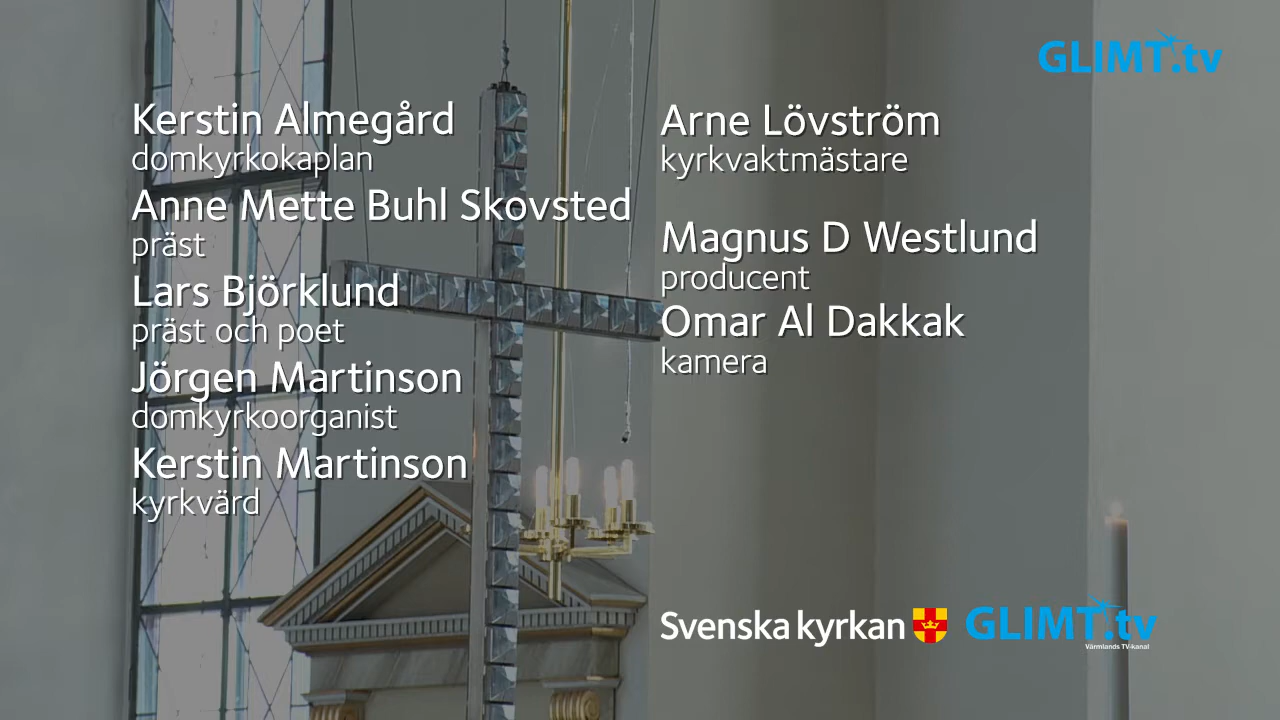 GLIMT.tv
Kerstin Almegård
domkyrkokaplan
Anne Mette Buhl Skovsted
präst
Lars Björklund
präst och poet
Jörgen Martinson
domkyrkoorganist
Kerstin Martinson
kyrkvärd
Arne Lövström
kyrkvaktmästare
Magnus D Westlund
producent
Omar Al Dakkak
kamera
Svenska kyrkan
GLIMT.tv
Värmlands TV-kanal